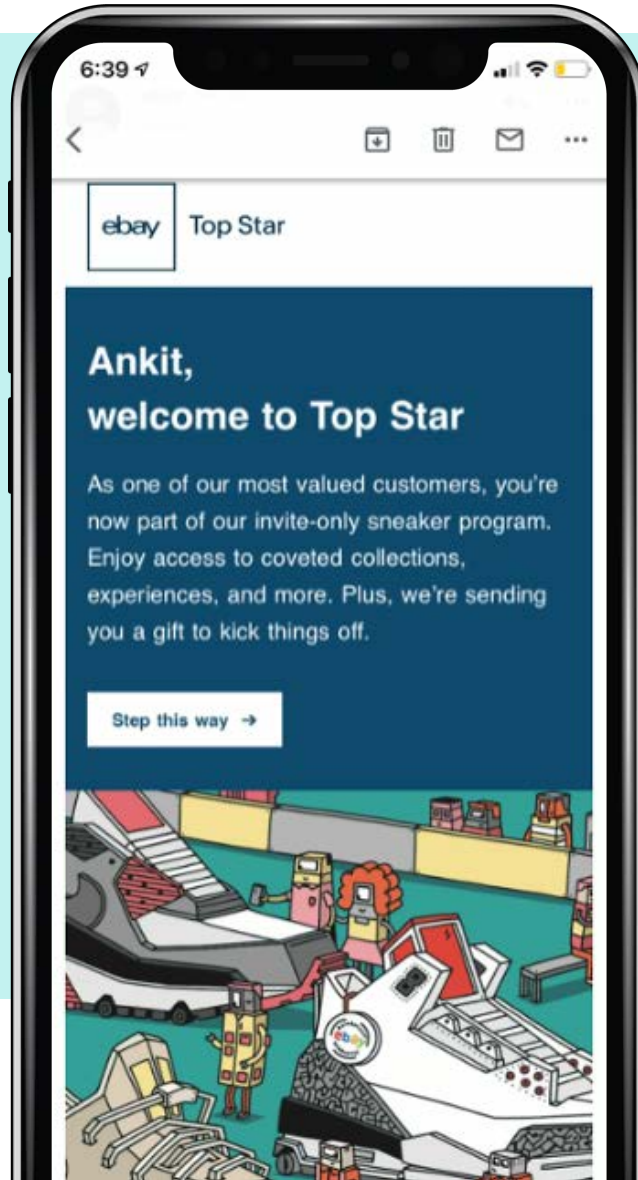 6:39
ebay Top Star
Ankit,
welcome to Top Star
As one of our most valued customers, you're
now part of our invite-only sneaker program.
Enjoy access to coveted collections,
experiences, and more. Plus, we're sending
you a gift to kick things off.
Step this way →
ebay